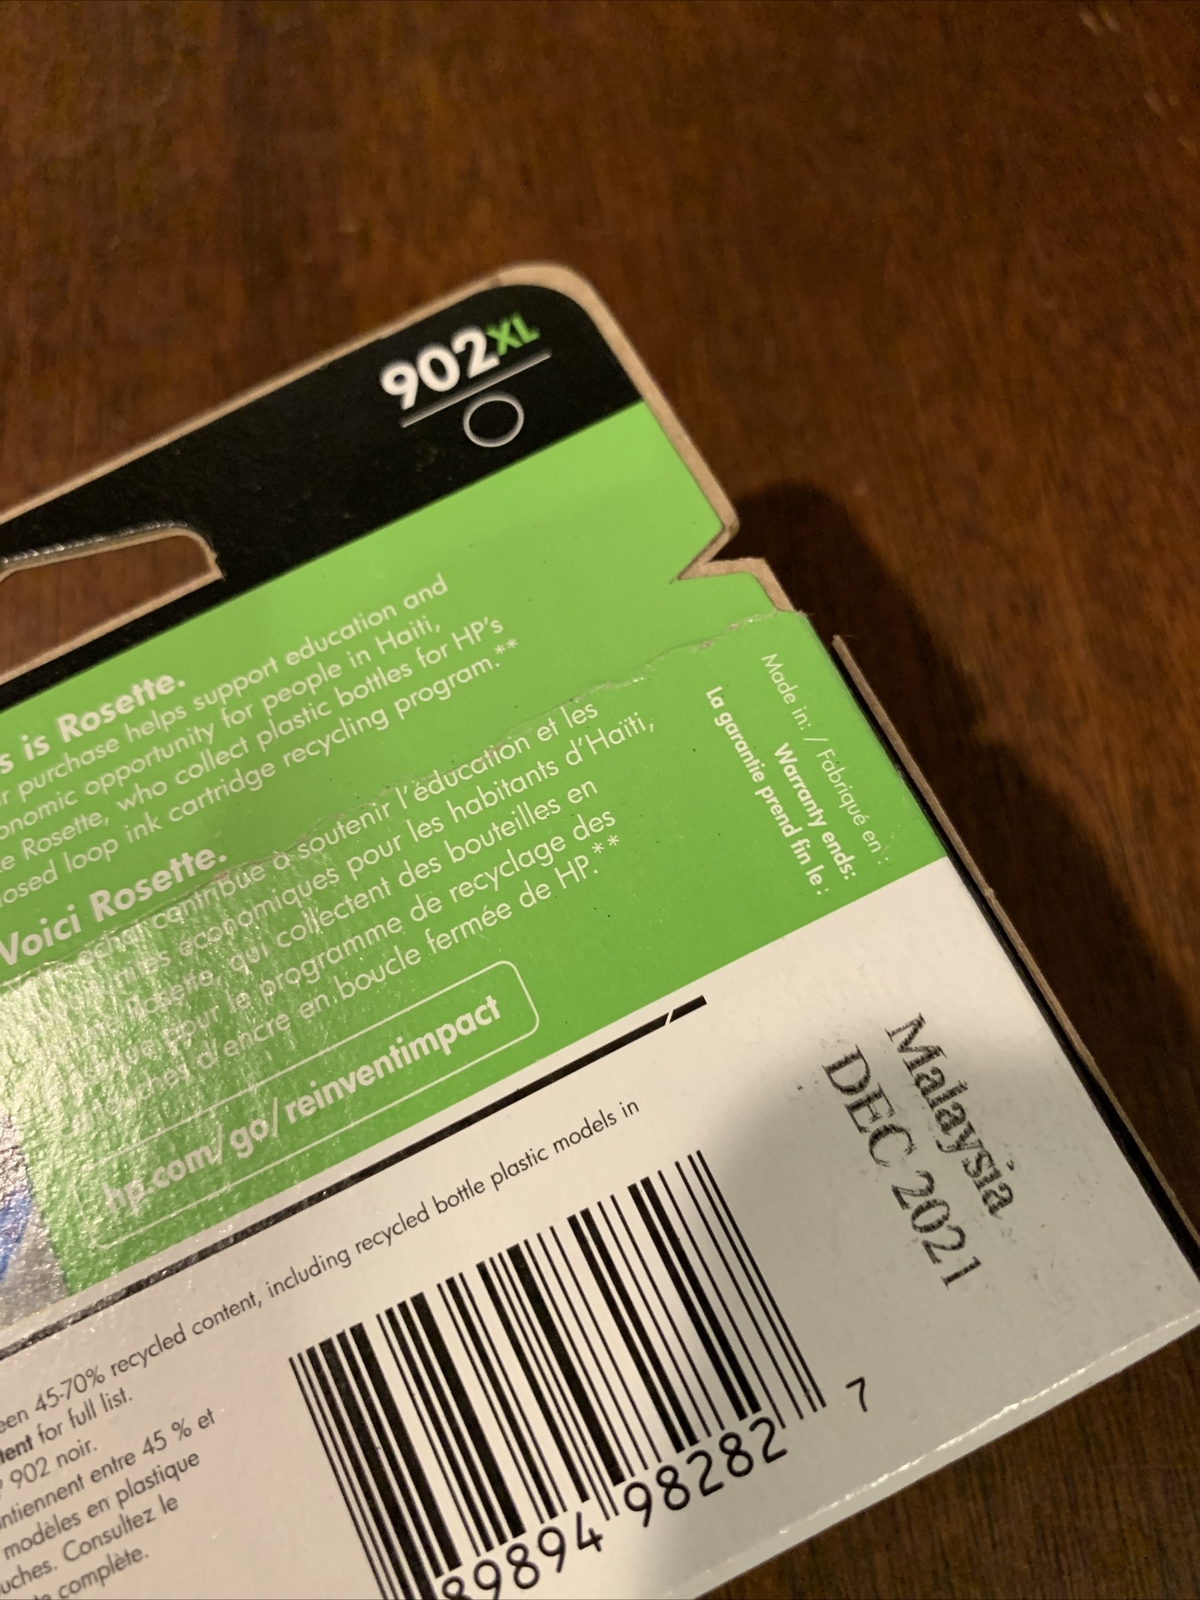 902XL
s is Rosette.
r purchase helps support education and
onomic opportunity for people in Haiti,
e Rosette, who collect plastic bottles for HP's
losed loop ink cartridge recycling program.**
Voici Rosette.
achat contribue à soutenir l'éducation et les
économiques pour les habitants d'Haïti,
Rosette, qui collectent des bouteilles en
pour le programme de recyclage des
d'encre en boucle fermée de HP.**
hp.com/go/reinventimpact
Made in: / Fabriqué en :
Warranty ends:
La garantie prend fin le :
Malaysia
DEC 2021
een 45-70% recycled content, including recycled bottle plastic models in
tent for full list.
902 noir.
ntiennent entre 45 % et
modèles en plastique
uches. Consultez le
complète.
89894 98282 7